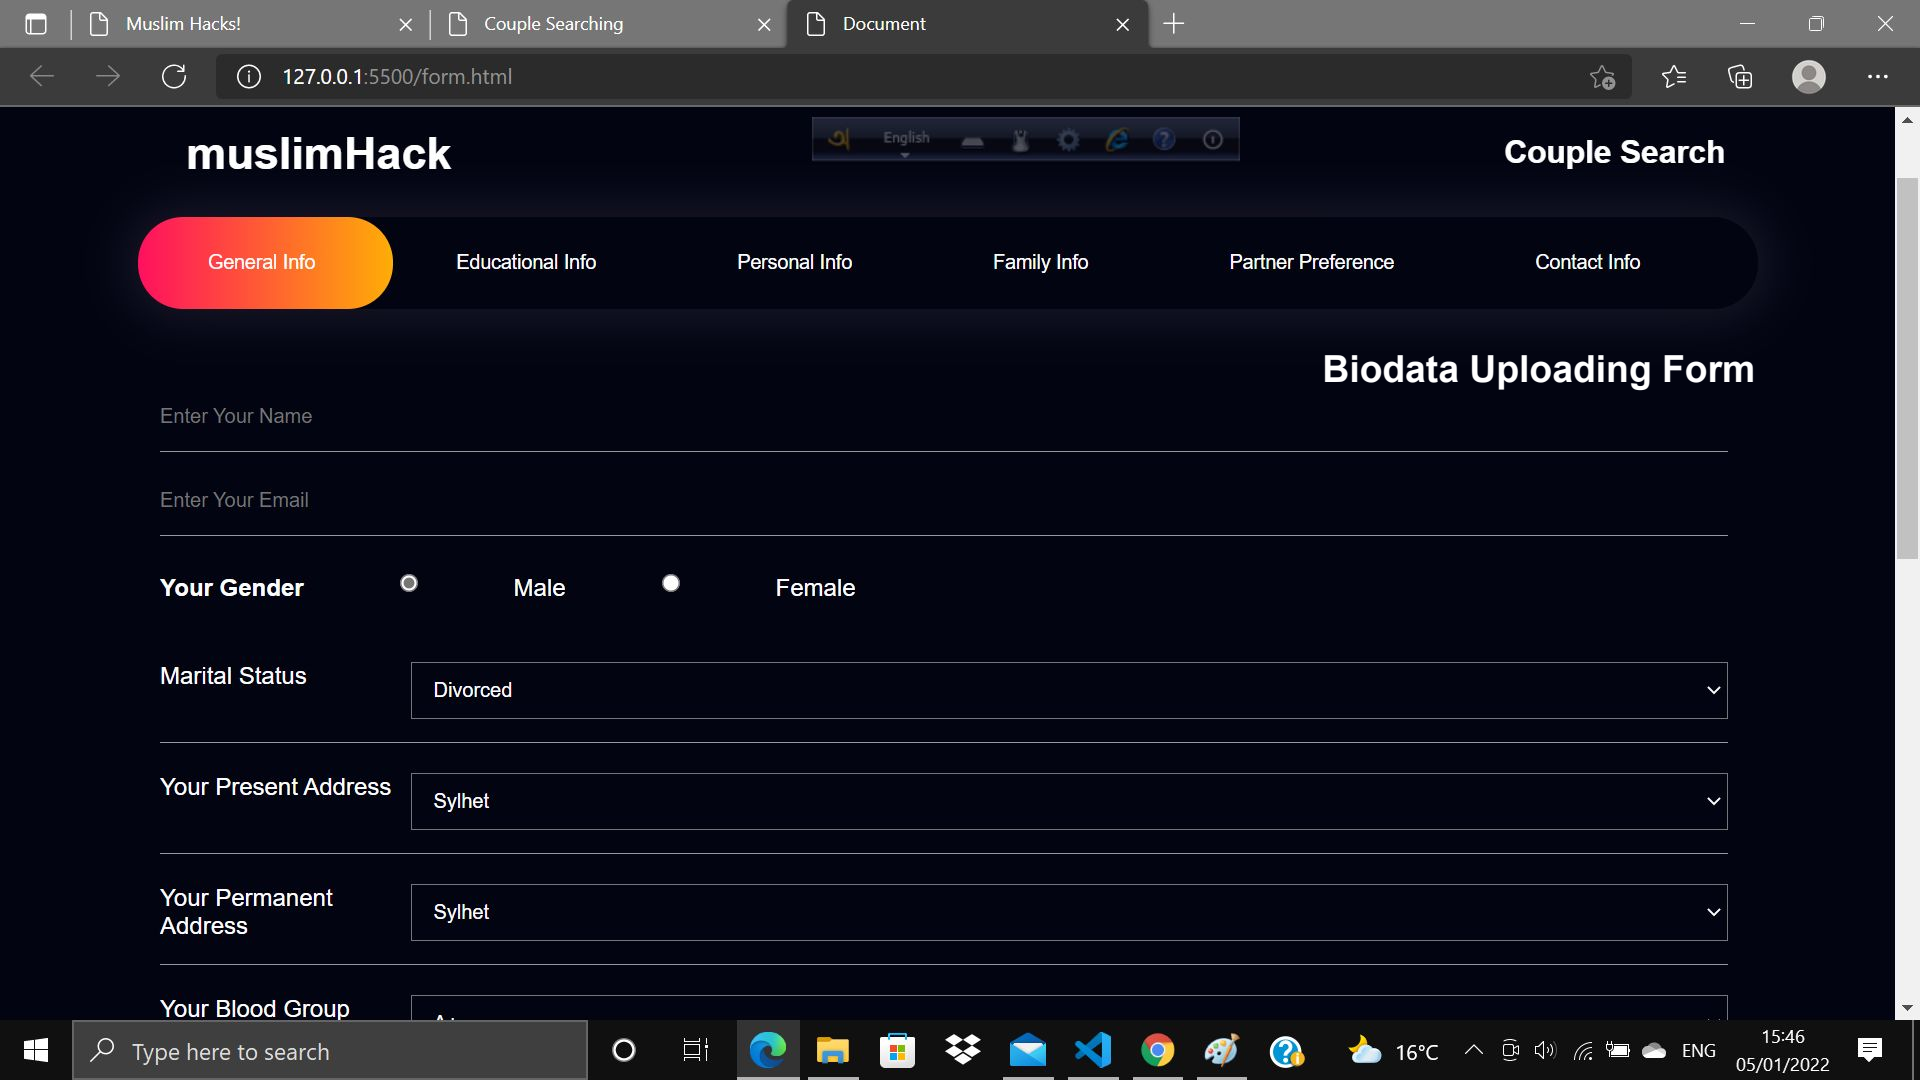 Muslim Hacks!
Couple Searching
Document
127.0.0.1:5500/form.html
muslimHack
অ English
Couple Search
General Info
Educational Info
Personal Info
Family Info
Partner Preference
Contact Info
Biodata Uploading Form
Enter Your Name
Enter Your Email
Your Gender
Male
Female
Marital Status
Divorced
Your Present Address
Sylhet
Your Permanent
Address
Sylhet
Your Blood Group
Type here to search
16°C
ENG
15:46
05/01/2022